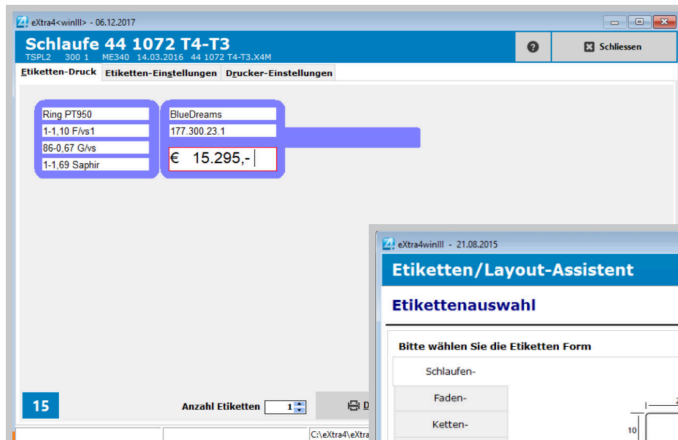 eXtra4<winIII> - 06.12.2017
Schlaufe 44 1072 T4-T3
TSPL2 300 1 ME340 14.03.2016 44 1072 T4-T3.X4M
Schliessen
Etiketten-Druck Etiketten-Einstellungen Drucker-Einstellungen
Ring PT950
1-1,10 F/vs1
86-0,67 G/vs
1-1,69 Saphir
BlueDreams
177.300.23.1
€ 15.295,-
eXtra4winIII - 21.08.2015
Etiketten/Layout-Assistent
Etikettenauswahl
Bitte wählen Sie die Etiketten Form
Schlaufen-
Faden-
Ketten-
10
15
Anzahl Etiketten 1
C:\eXtra4\eXtra